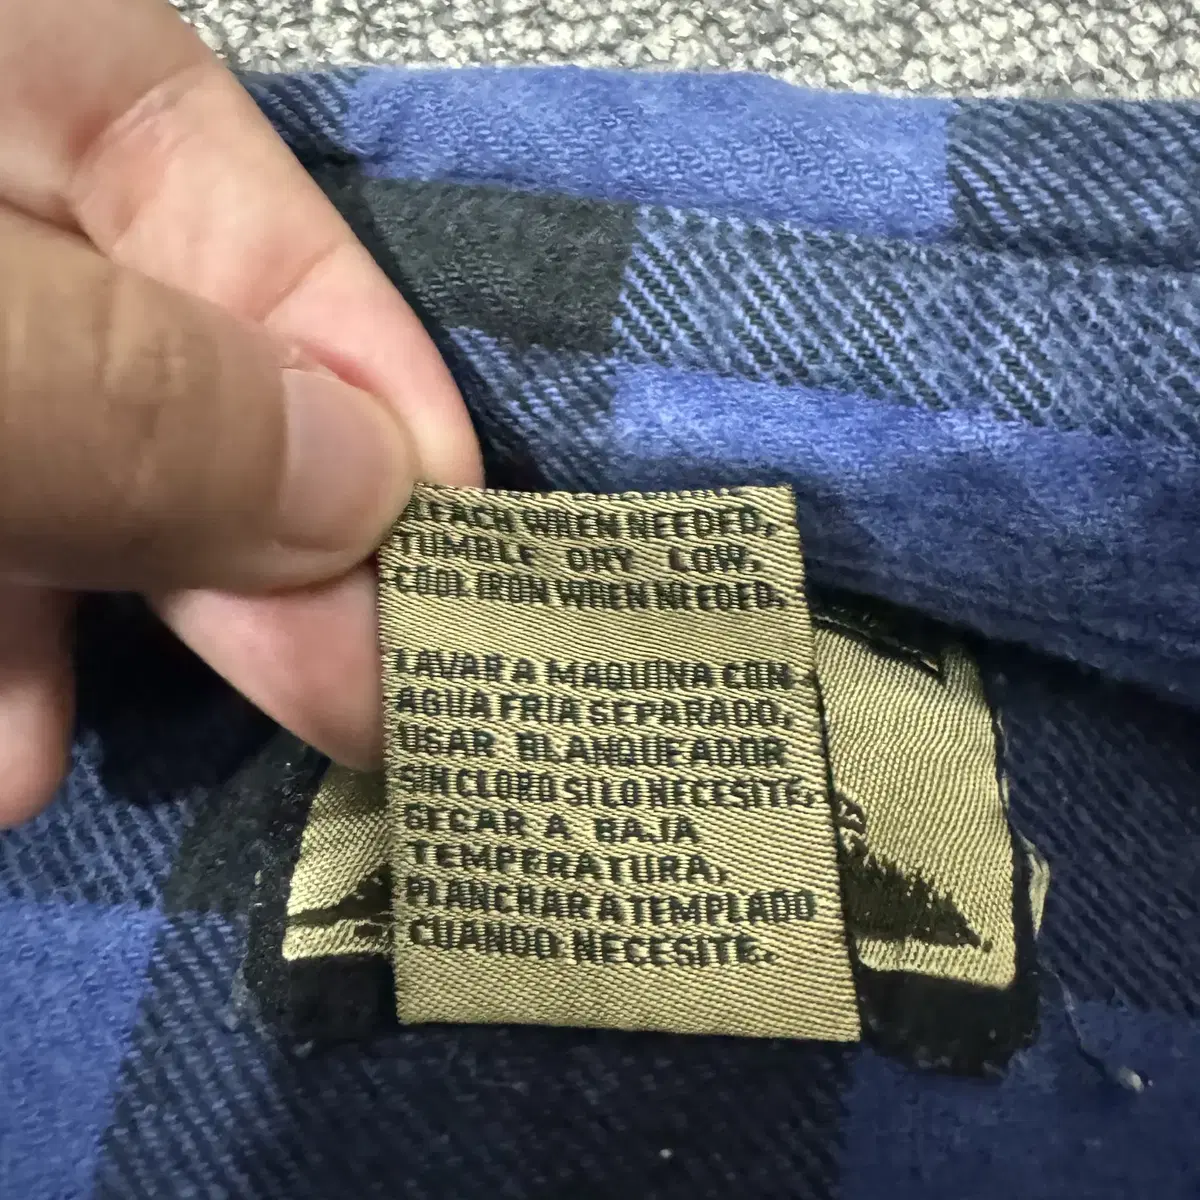 BLEACH WHEN NEEDED.
TUMBLE DRY LOW.
COOL IRON WHEN NEEDED.
LAVAR A MAQUINA CON
AGUA FRIA SEPARADO.
USAR BLANQUEADOR
SIN CLORO SI LO NECESITE.
SECAR A BAJA
TEMPERATURA.
PLANCHAR A TEMPLADO
CUANDO NECESITE.